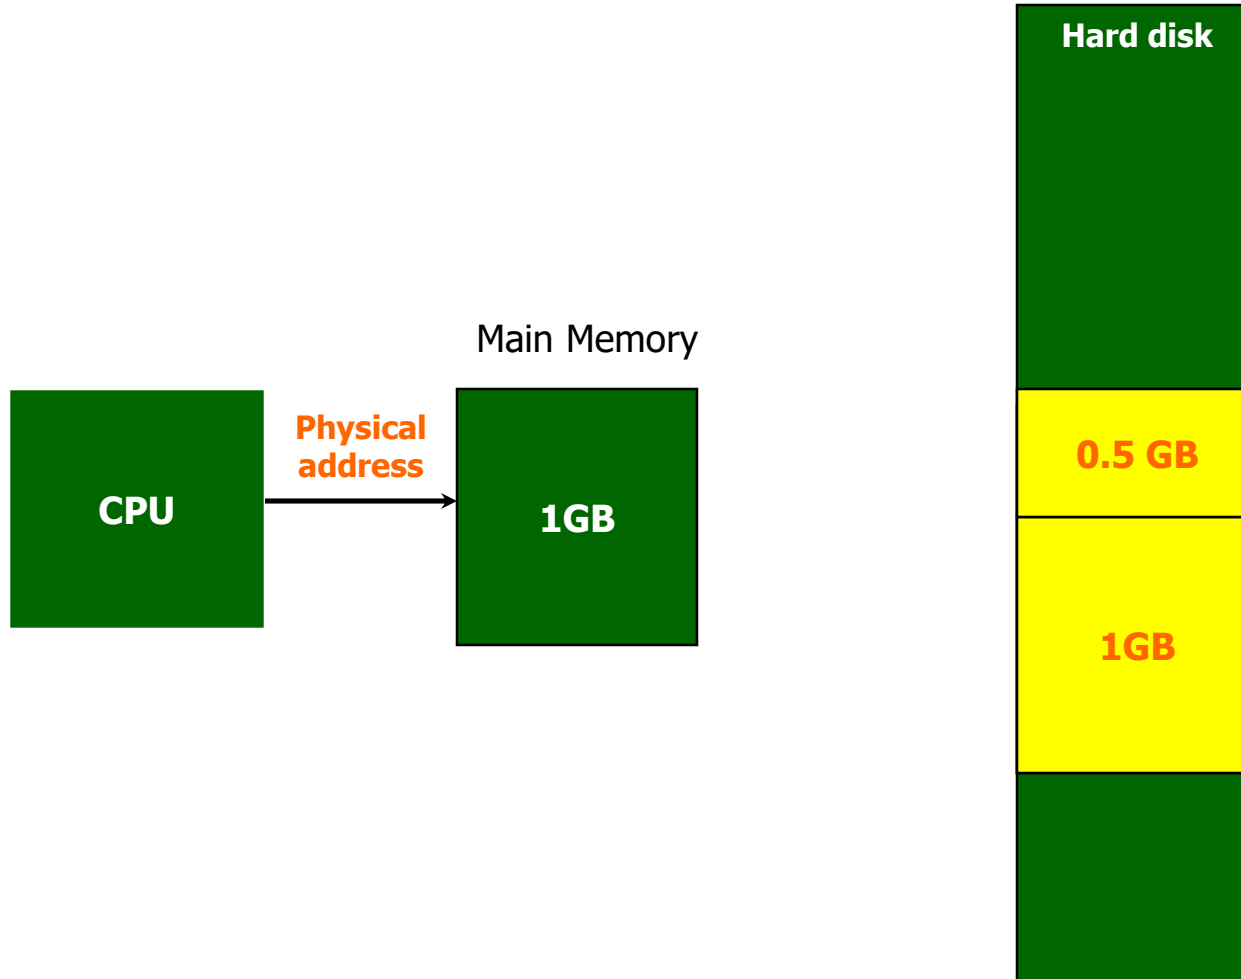 Hard disk
Main Memory
Physical
address
CPU
1GB
0.5 GB
1GB